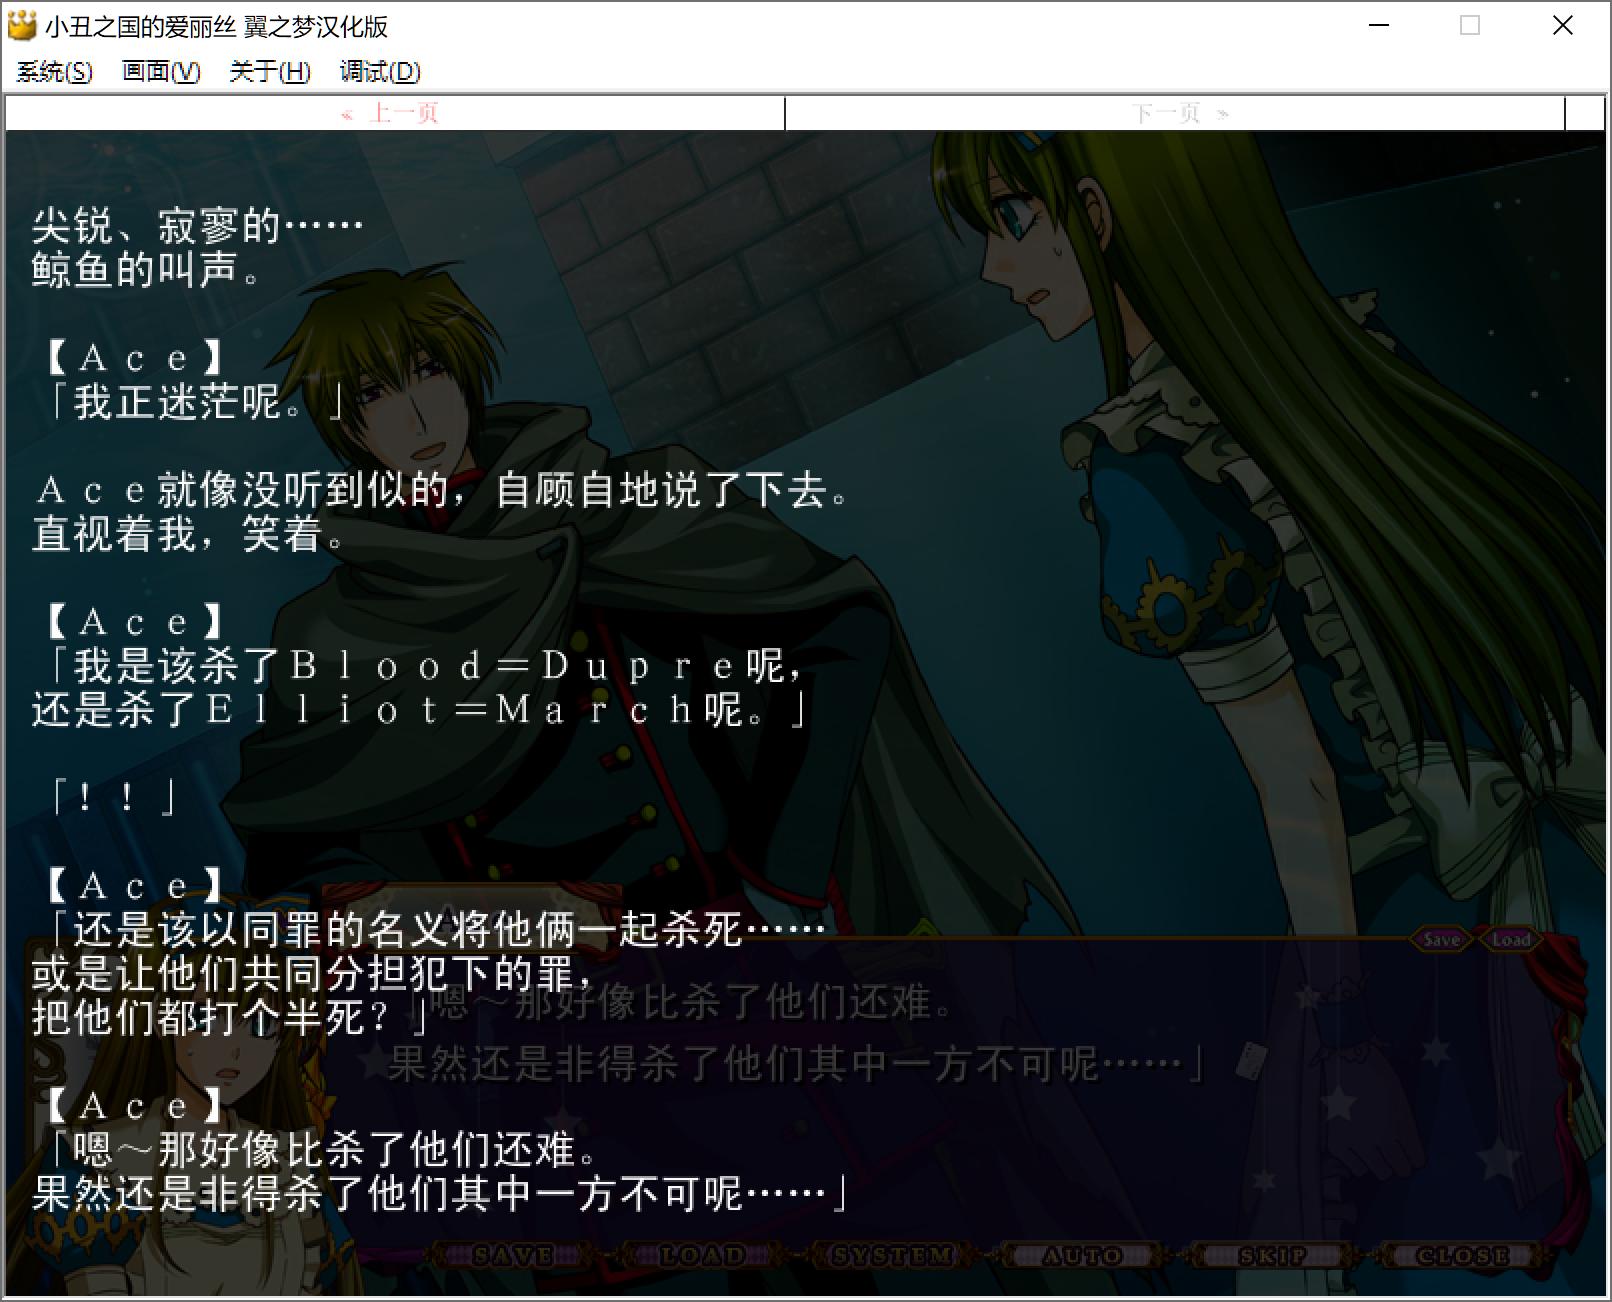 小丑之国的爱丽丝 翼之梦汉化版
系统(S) 画面(V) 关于(H) 调试(D)
« 上一页 下一页 »
尖锐、寂寥的……
鲸鱼的叫声。
【Ace】
「我正迷茫呢。」
Ace就像没听到似的，自顾自地说了下去。
直视着我，笑着。
【Ace】
「我是该杀了Blood＝Dupre呢，
还是杀了Elliot＝March呢。」
「！！」
【Ace】
「还是该以同罪的名义将他俩一起杀死……
或是让他们共同分担犯下的罪，
把他们都打个半死？」
Save Load
「嗯～那好像比杀了他们还难。
果然还是非得杀了他们其中一方不可呢……」
【Ace】
「嗯～那好像比杀了他们还难。
果然还是非得杀了他们其中一方不可呢……」
SAVE LOAD SYSTEM AUTO SKIP CLOSE